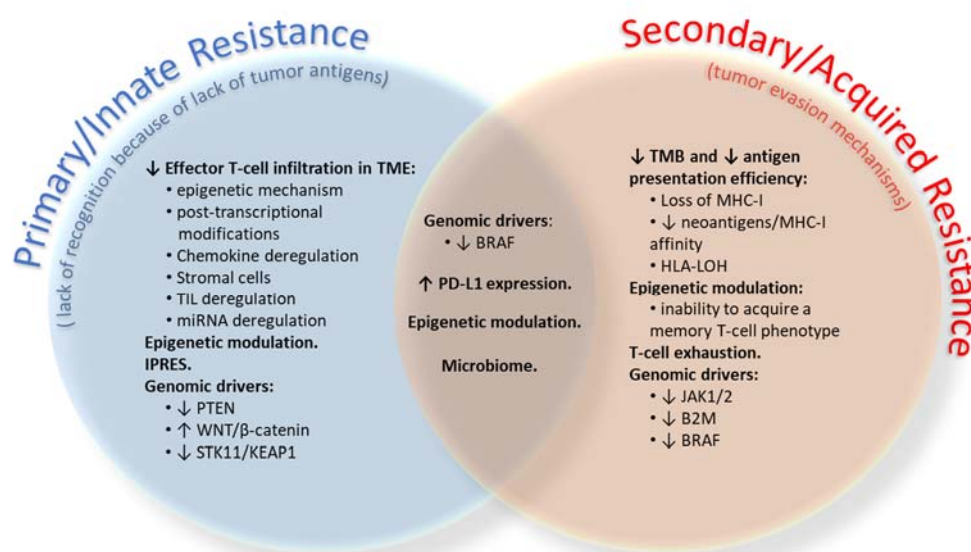 Primary/Innate Resistance
( lack of recognition because of lack of tumor antigens)
↓ Effector T-cell infiltration in TME:
• epigenetic mechanism
• post-transcriptional
modifications
• Chemokine deregulation
• Stromal cells
• TIL deregulation
• miRNA deregulation
Epigenetic modulation.
IPRES.
Genomic drivers:
• ↓ PTEN
• ↑ WNT/β-catenin
• ↓ STK11/KEAP1
Genomic drivers:
• ↓ BRAF
↑ PD-L1 expression.
Epigenetic modulation.
Microbiome.
Secondary/Acquired Resistance
(tumor evasion mechanisms)
↓ TMB and ↓ antigen
presentation efficiency:
• Loss of MHC-I
• ↓ neoantigens/MHC-I
affinity
• HLA-LOH
Epigenetic modulation:
• inability to acquire a
memory T-cell phenotype
T-cell exhaustion.
Genomic drivers:
• ↓ JAK1/2
• ↓ B2M
• ↓ BRAF